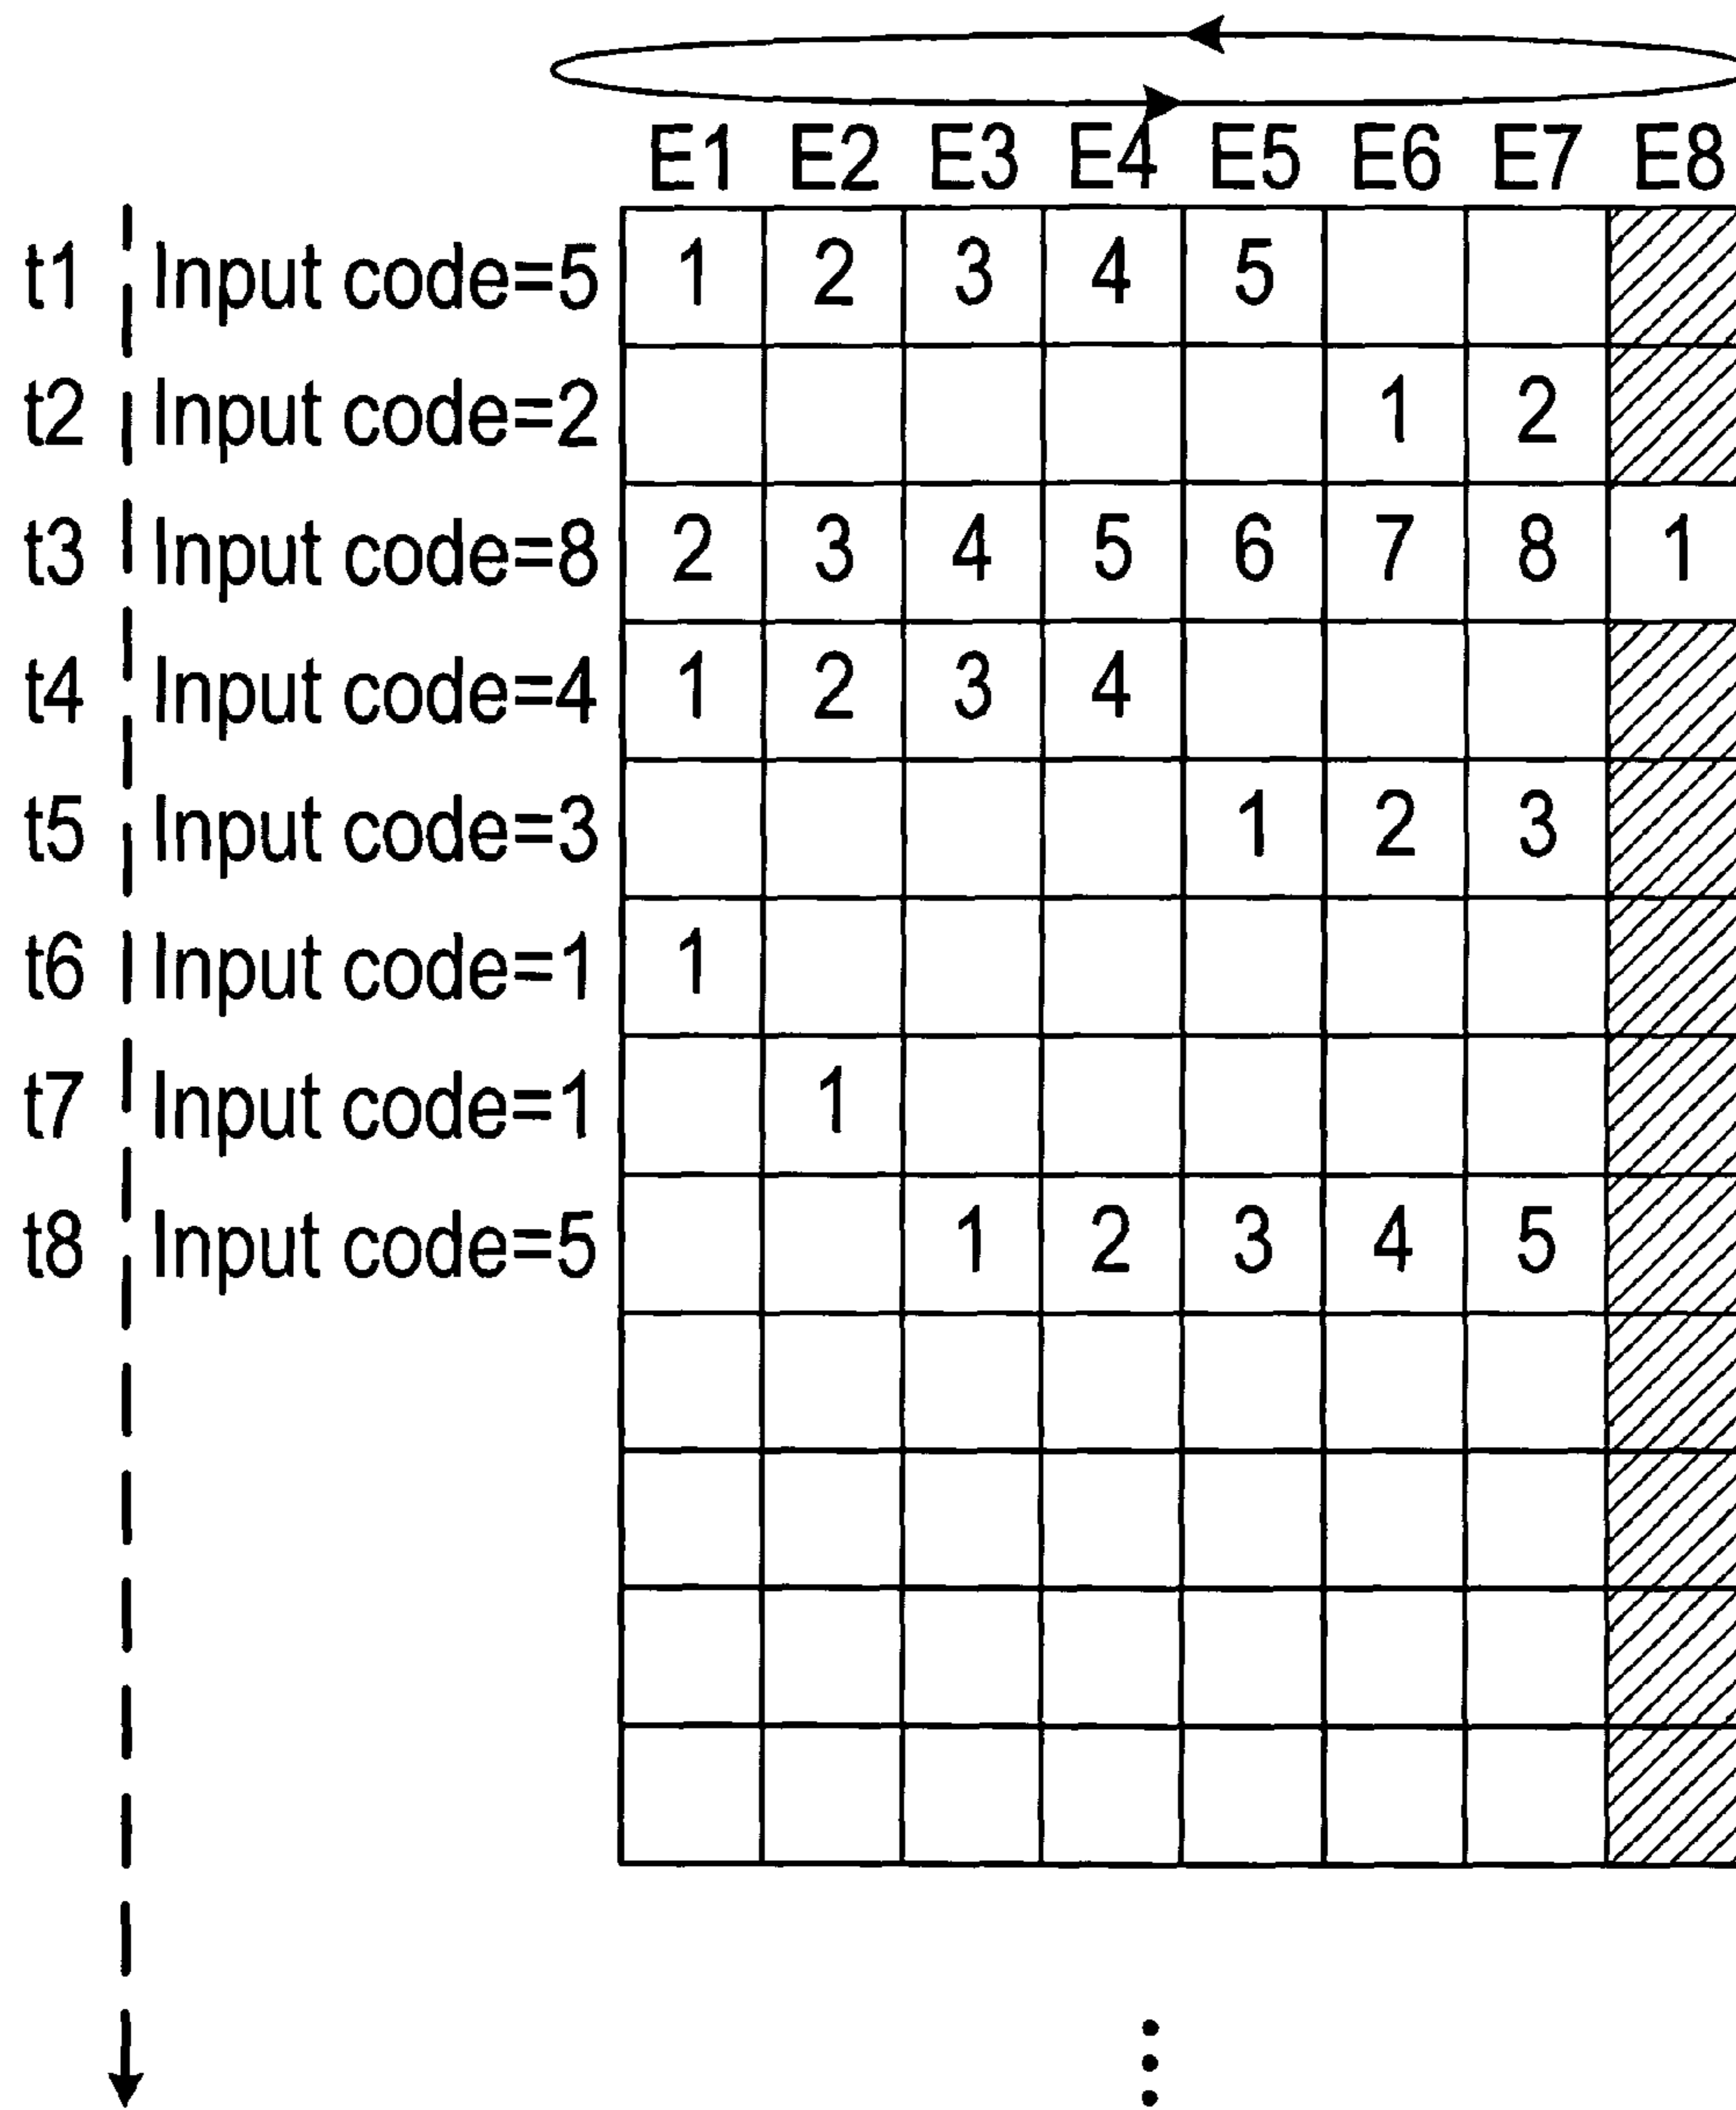 E1 E2 E3 E4 E5 E6 E7 E8
t1 Input code=5 1 2 3 4 5
t2 Input code=2 1 2
t3 Input code=8 2 3 4 5 6 7 8 1
t4 Input code=4 1 2 3 4
t5 Input code=3 1 2 3
t6 Input code=1 1
t7 Input code=1 1
t8 Input code=5 1 2 3 4 5